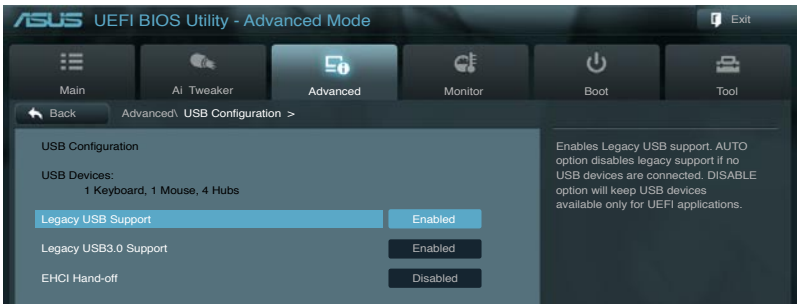 ASUS UEFI BIOS Utility - Advanced Mode
Exit
Main
Ai Tweaker
Advanced
Monitor
Boot
Tool
Back
Advanced\ USB Configuration >
USB Configuration
USB Devices:
1 Keyboard, 1 Mouse, 4 Hubs
Legacy USB Support Enabled
Legacy USB3.0 Support Enabled
EHCI Hand-off Disabled
Enables Legacy USB support. AUTO
option disables legacy support if no
USB devices are connected. DISABLE
option will keep USB devices
available only for UEFI applications.